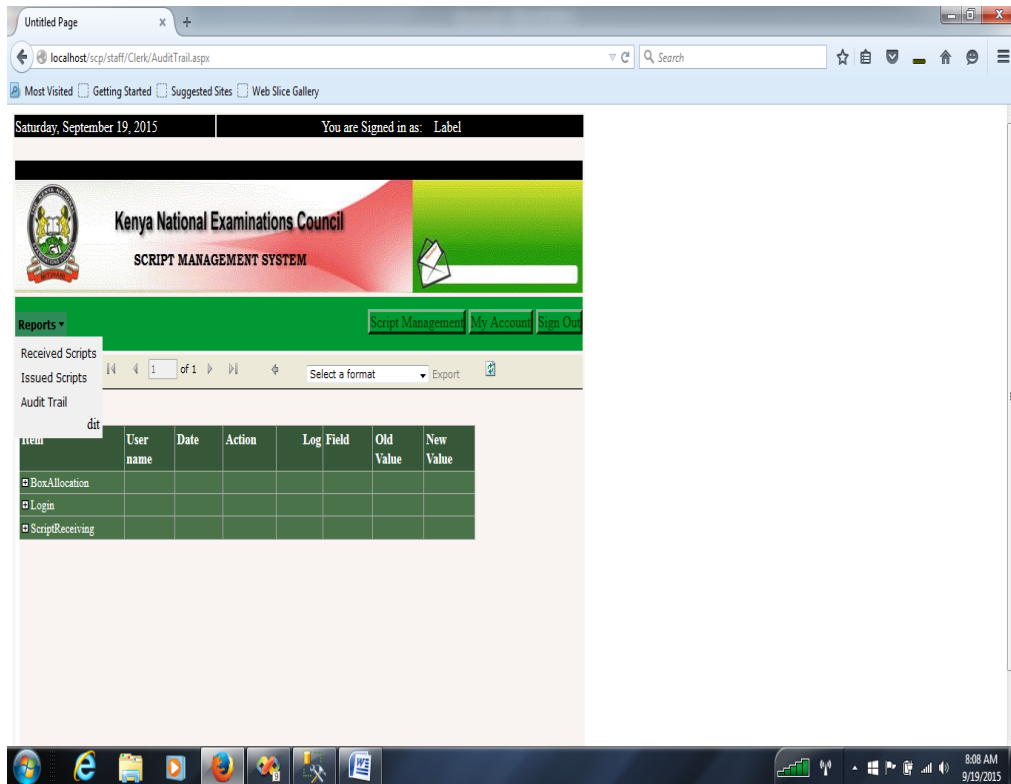 Untitled Page
localhost/scp/staff/Clerk/AuditTrail.aspx
Search
Most Visited Getting Started Suggested Sites Web Slice Gallery
Saturday, September 19, 2015 You are Signed in as: Label
Kenya National Examinations Council
SCRIPT MANAGEMENT SYSTEM
Reports Script Management My Account Sign Out
Received Scripts
Issued Scripts
Audit Trail
1 of 1 Select a format Export
dit
Item User name Date Action Log Field Old Value New Value
BoxAllocation
Login
ScriptReceiving
8:08 AM
9/19/2015